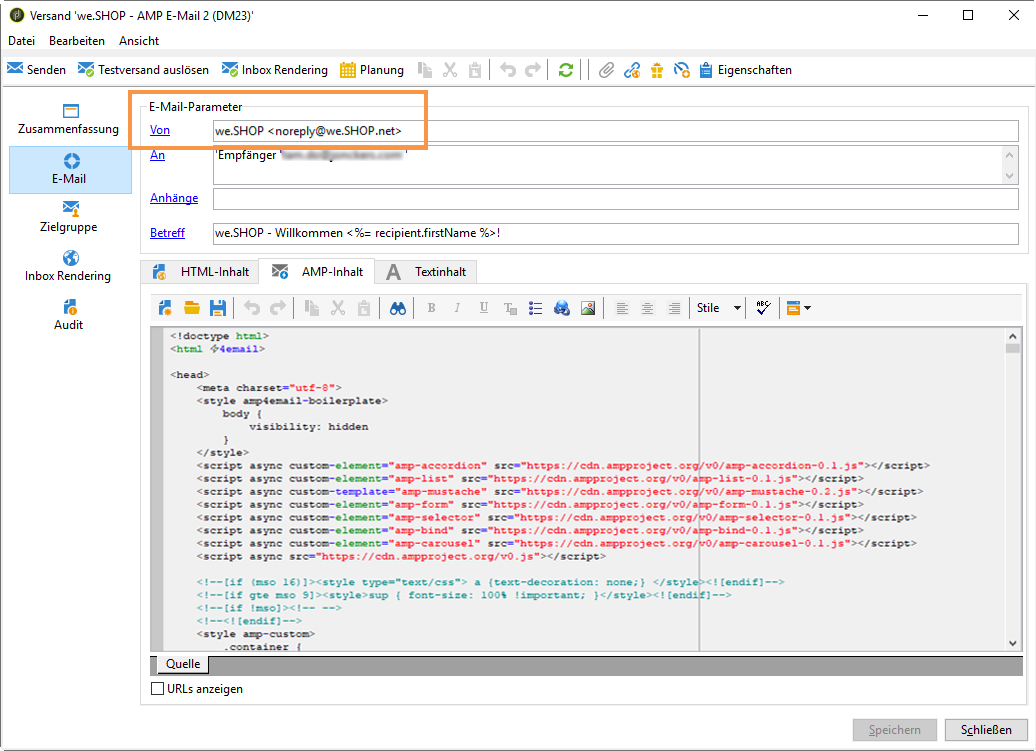 Versand 'we.SHOP - AMP E-Mail 2 (DM23)'
Datei Bearbeiten Ansicht
Senden Testversand auslösen Inbox Rendering Planung Eigenschaften
Zusammenfassung
E-Mail
Zielgruppe
Inbox Rendering
Audit
E-Mail-Parameter
Von we.SHOP <noreply@we.SHOP.net>
An 'Empfänger '
Anhänge
Betreff we.SHOP - Willkommen <%= recipient.firstName %>!
HTML-Inhalt AMP-Inhalt Textinhalt
B I U T Stile ABC
<!doctype html>
<html ⚡4email>
<head>
<meta charset="utf-8">
<style amp4email-boilerplate>
body {
visibility: hidden
}
</style>
<script async custom-element="amp-accordion" src="https://cdn.ampproject.org/v0/amp-accordion-0.1.js"></script>
<script async custom-element="amp-list" src="https://cdn.ampproject.org/v0/amp-list-0.1.js"></script>
<script async custom-template="amp-mustache" src="https://cdn.ampproject.org/v0/amp-mustache-0.2.js"></script>
<script async custom-element="amp-form" src="https://cdn.ampproject.org/v0/amp-form-0.1.js"></script>
<script async custom-element="amp-selector" src="https://cdn.ampproject.org/v0/amp-selector-0.1.js"></script>
<script async custom-element="amp-bind" src="https://cdn.ampproject.org/v0/amp-bind-0.1.js"></script>
<script async custom-element="amp-carousel" src="https://cdn.ampproject.org/v0/amp-carousel-0.1.js"></script>
<script async src="https://cdn.ampproject.org/v0.js"></script>
<!--[if (mso 16)]><style type="text/css"> a {text-decoration: none;} </style><![endif]-->
<!--[if gte mso 9]><style>sup { font-size: 100% !important; }</style><![endif]-->
<!--[if !mso]><!-- -->
<!--<![endif]-->
<style amp-custom>
.container {
Quelle
URLs anzeigen
Speichern Schließen